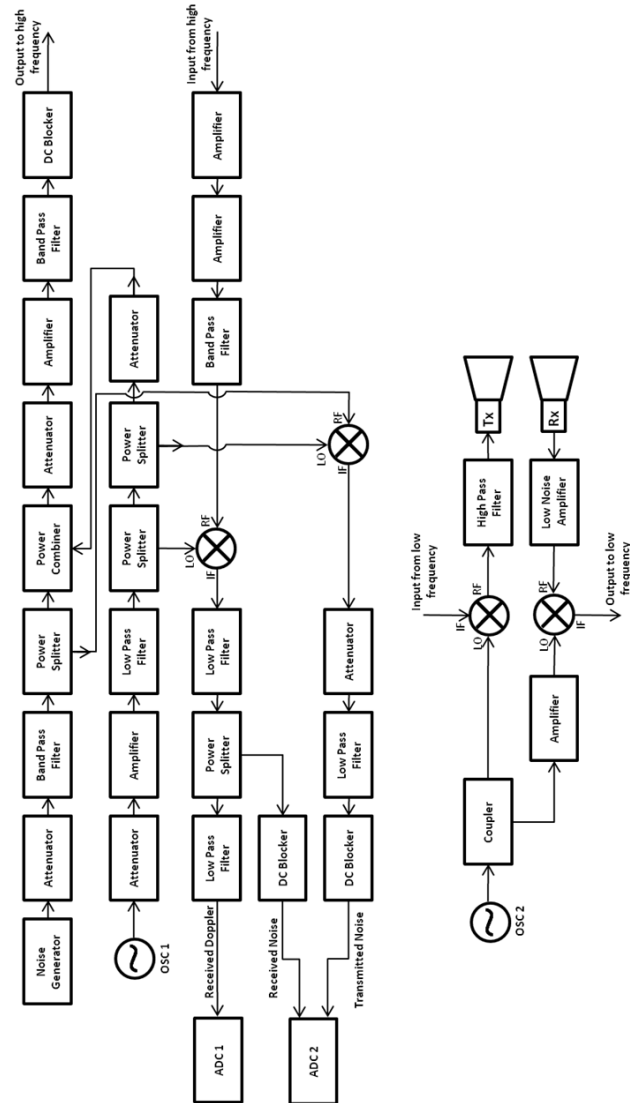 Noise
Generator
Attenuator
Band Pass
Filter
Power
Splitter
Power
Combiner
Attenuator
Amplifier
Band Pass
Filter
DC Blocker
Output to high
frequency
OSC 1
Attenuator
Amplifier
Low Pass
Filter
Power
Splitter
Power
Splitter
Attenuator
Input from high
frequency
Amplifier
Amplifier
Band Pass
Filter
RF
LO
IF
Low Pass
Filter
Power
Splitter
Low Pass
Filter
Received Doppler
ADC 1
DC Blocker
Received Noise
RF
LO
IF
Attenuator
Low Pass
Filter
DC Blocker
Transmitted Noise
ADC 2
Input from low
frequency
OSC 2
Coupler
IF
LO
RF
High Pass
Filter
Tx
Amplifier
LO
RF
IF
Low Noise
Amplifier
Rx
Output to low
frequency